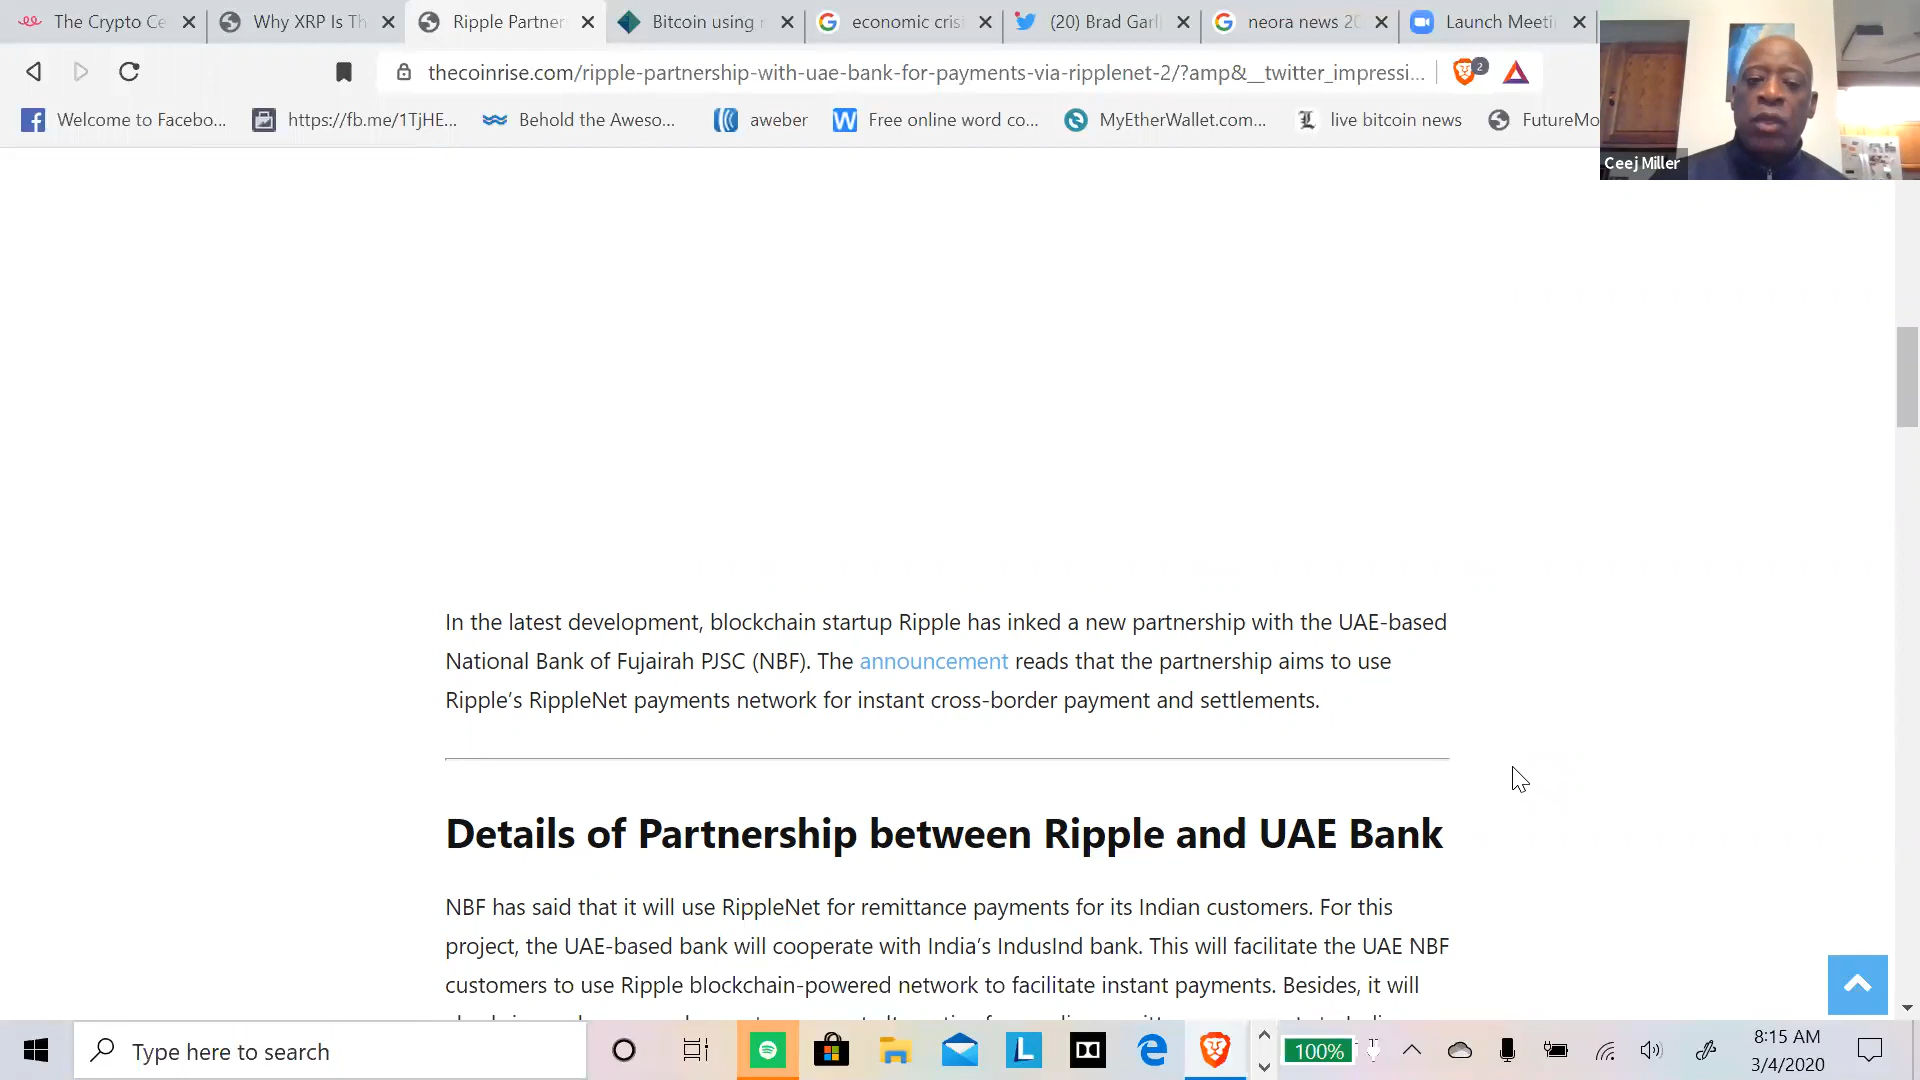 The Crypto Ce
Why XRP Is Th
Ripple Partner
Bitcoin using
economic cris
(20) Brad Garl
neora news 20
Launch Meeti
thecoinrise.com/ripple-partnership-with-uae-bank-for-payments-via-ripplenet-2/?amp&__twitter_impressi...
2
Welcome to Facebo...
https://fb.me/1TjHE...
Behold the Aweso...
aweber
Free online word co...
MyEtherWallet.com...
live bitcoin news
FutureMo
Ceej Miller
In the latest development, blockchain startup Ripple has inked a new partnership with the UAE-based
National Bank of Fujairah PJSC (NBF). The announcement reads that the partnership aims to use
Ripple's RippleNet payments network for instant cross-border payment and settlements.
Details of Partnership between Ripple and UAE Bank
NBF has said that it will use RippleNet for remittance payments for its Indian customers. For this
project, the UAE-based bank will cooperate with India's IndusInd bank. This will facilitate the UAE NBF
customers to use Ripple blockchain-powered network to facilitate instant payments. Besides, it will
Type here to search
100%
8:15 AM
3/4/2020